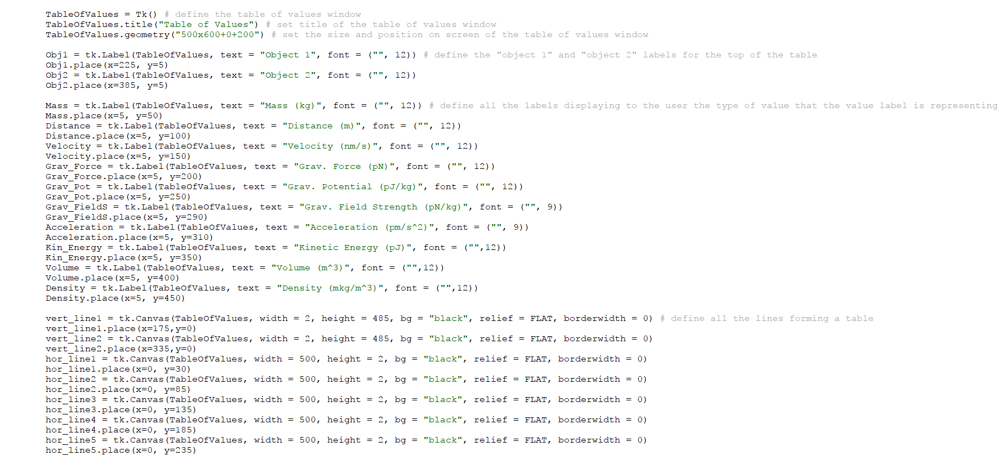 TableOfValues = Tk() # define the table of values window
TableOfValues.title("Table of Values") # set title of the table of values window
TableOfValues.geometry("500x600+0+200") # set the size and position on screen of the table of values window
Obj1 = tk.Label(TableOfValues, text = "Object 1", font = ("", 12)) # define the "object 1" and "object 2" labels for the top of the table
Obj1.place(x=225, y=5)
Obj2 = tk.Label(TableOfValues, text = "Object 2", font = ("", 12))
Obj2.place(x=385, y=5)
Mass = tk.Label(TableOfValues, text = "Mass (kg)", font = ("", 12)) # define all the labels displaying to the user the type of value that the value label is representing
Mass.place(x=5, y=50)
Distance = tk.Label(TableOfValues, text = "Distance (m)", font = ("", 12))
Distance.place(x=5, y=100)
Velocity = tk.Label(TableOfValues, text = "Velocity (nm/s)", font = ("", 12))
Velocity.place(x=5, y=150)
Grav_Force = tk.Label(TableOfValues, text = "Grav. Force (pN)", font = ("", 12))
Grav_Force.place(x=5, y=200)
Grav_Pot = tk.Label(TableOfValues, text = "Grav. Potential (pJ/kg)", font = ("", 12))
Grav_Pot.place(x=5, y=250)
Grav_FieldS = tk.Label(TableOfValues, text = "Grav. Field Strength (pN/kg)", font = ("", 9))
Grav_FieldS.place(x=5, y=290)
Acceleration = tk.Label(TableOfValues, text = "Acceleration (pm/s^2)", font = ("", 9))
Acceleration.place(x=5, y=310)
Kin_Energy = tk.Label(TableOfValues, text = "Kinetic Energy (pJ)", font = ("",12))
Kin_Energy.place(x=5, y=350)
Volume = tk.Label(TableOfValues, text = "Volume (m^3)", font = ("",12))
Volume.place(x=5, y=400)
Density = tk.Label(TableOfValues, text = "Density (mkg/m^3)", font = ("",12))
Density.place(x=5, y=450)
vert_line1 = tk.Canvas(TableOfValues, width = 2, height = 485, bg = "black", relief = FLAT, borderwidth = 0) # define all the lines forming a table
vert_line1.place(x=175,y=0)
vert_line2 = tk.Canvas(TableOfValues, width = 2, height = 485, bg = "black", relief = FLAT, borderwidth = 0)
vert_line2.place(x=335,y=0)
hor_line1 = tk.Canvas(TableOfValues, width = 500, height = 2, bg = "black", relief = FLAT, borderwidth = 0)
hor_line1.place(x=0, y=30)
hor_line2 = tk.Canvas(TableOfValues, width = 500, height = 2, bg = "black", relief = FLAT, borderwidth = 0)
hor_line2.place(x=0, y=85)
hor_line3 = tk.Canvas(TableOfValues, width = 500, height = 2, bg = "black", relief = FLAT, borderwidth = 0)
hor_line3.place(x=0, y=135)
hor_line4 = tk.Canvas(TableOfValues, width = 500, height = 2, bg = "black", relief = FLAT, borderwidth = 0)
hor_line4.place(x=0, y=185)
hor_line5 = tk.Canvas(TableOfValues, width = 500, height = 2, bg = "black", relief = FLAT, borderwidth = 0)
hor_line5.place(x=0, y=235)